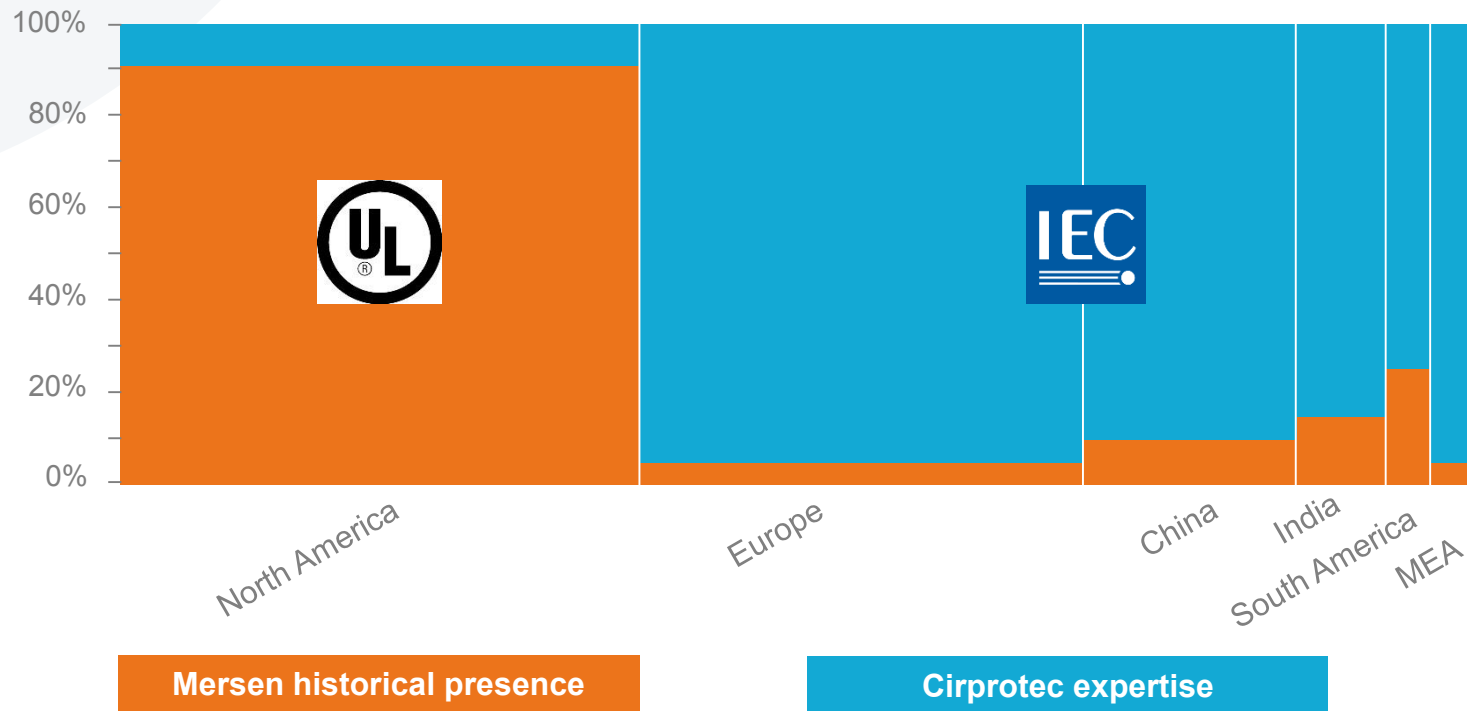 100%
80%
60%
40%
20%
0%
UL
®
IEC
North America
Europe
China
India
South America
MEA
Mersen historical presence
Cirprotec expertise